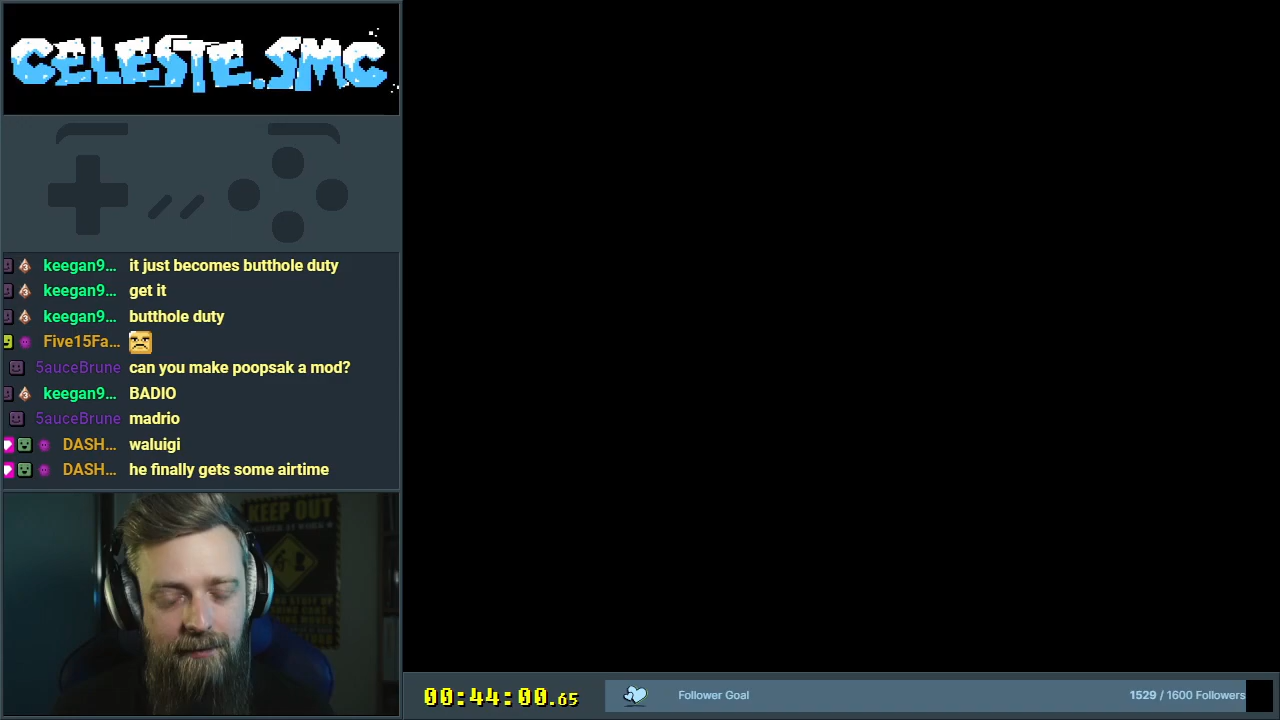 CELESTE.SMC
keegan9... it just becomes butthole duty
keegan9... get it
keegan9... butthole duty
Five15Fa...
5auceBrune can you make poopsak a mod?
keegan9... BADIO
5auceBrune madrio
DASH... waluigi
DASH... he finally gets some airtime
KEEP OUT
00:44:00.65
Follower Goal
1529 / 1600 Followers